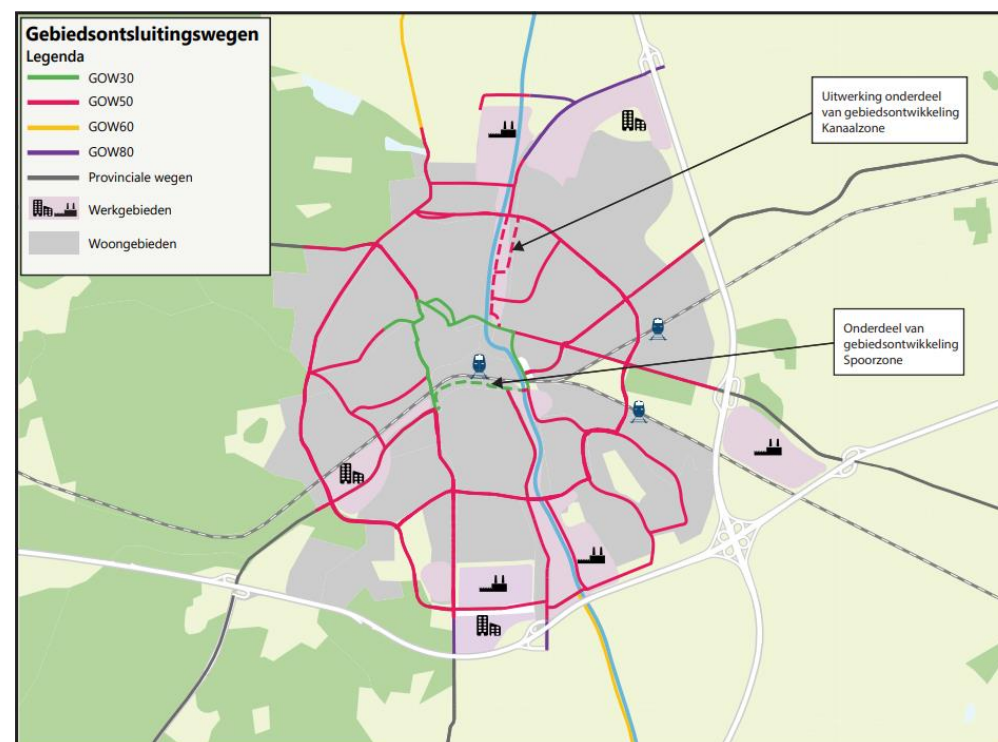 Gebiedsontsluitingswegen
Legenda
GOW30
GOW50
GOW60
GOW80
Provinciale wegen
Werkgebieden
Woongebieden
Uitwerking onderdeel
van gebiedsontwikkeling
Kanaalzone
Onderdeel van
gebiedsontwikkeling
Spoorzone